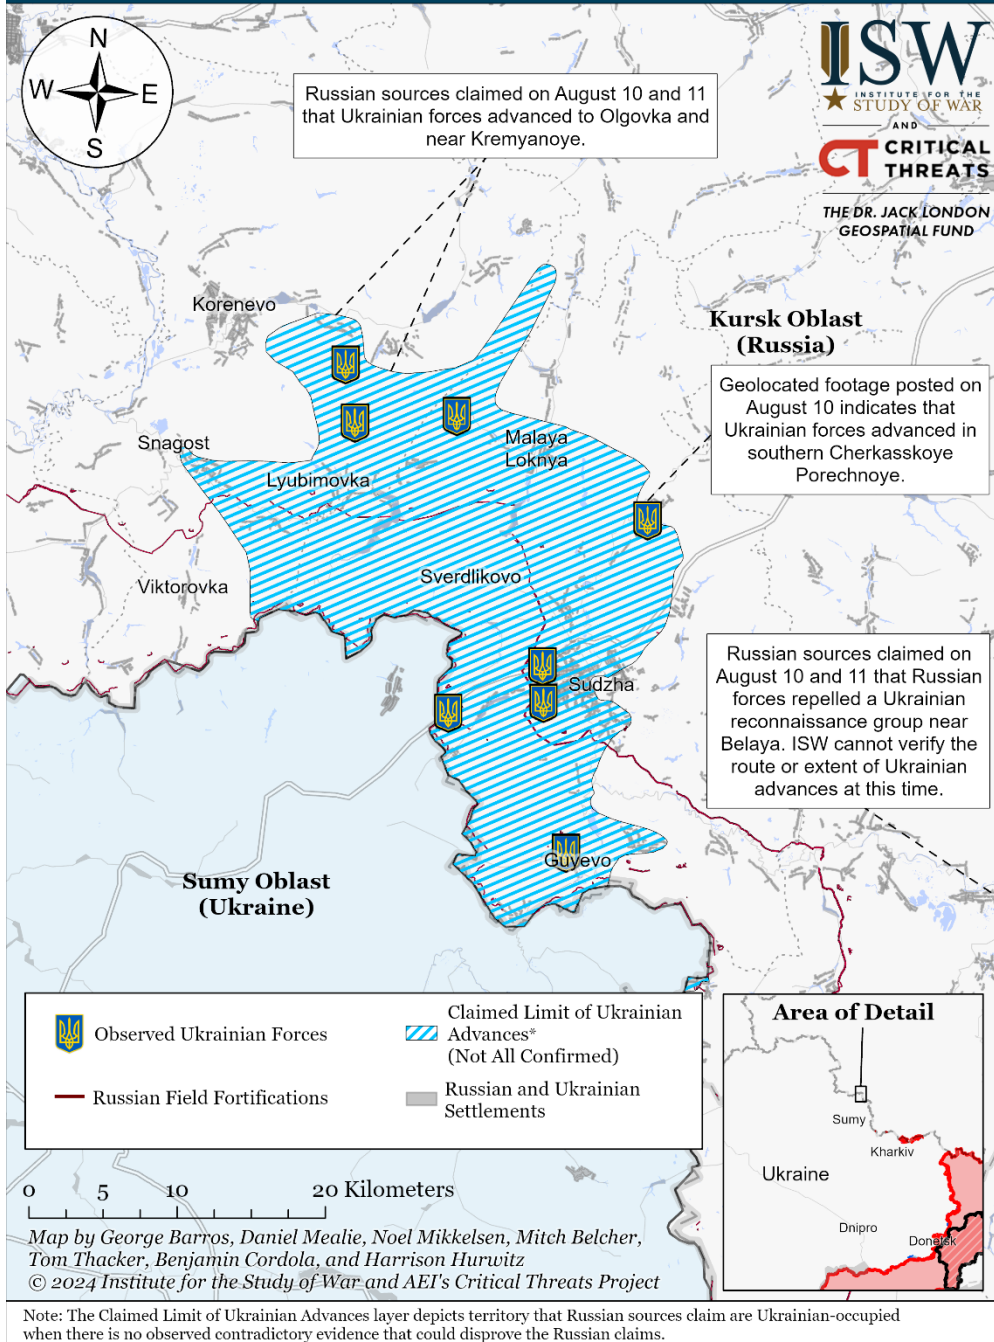 N
W
E
S
Russian sources claimed on August 10 and 11
that Ukrainian forces advanced to Olgovka and
near Kremyanoye.
ISW
INSTITUTE FOR THE
STUDY OF WAR
AND
CT CRITICAL
THREATS
THE DR. JACK LONDON
GEOSPATIAL FUND
Korenevo
Kursk Oblast
(Russia)
Geolocated footage posted on
August 10 indicates that
Ukrainian forces advanced in
southern Cherkasskoye
Porechnoye.
Snagost
Malaya
Loknya
Lyubimovka
Viktorovka
Sverdlikovo
Sudzha
Russian sources claimed on
August 10 and 11 that Russian
forces repelled a Ukrainian
reconnaissance group near
Belaya. ISW cannot verify the
route or extent of Ukrainian
advances at this time.
Guyevo
Sumy Oblast
(Ukraine)
Observed Ukrainian Forces
Claimed Limit of Ukrainian
Advances*
(Not All Confirmed)
Russian Field Fortifications
Russian and Ukrainian
Settlements
Area of Detail
Sumy
Kharkiv
Ukraine
Dnipro
Donetsk
0 5 10 20 Kilometers
Map by George Barros, Daniel Mealie, Noel Mikkelsen, Mitch Belcher,
Tom Thacker, Benjamin Cordola, and Harrison Hurwitz
© 2024 Institute for the Study of War and AEI's Critical Threats Project
Note: The Claimed Limit of Ukrainian Advances layer depicts territory that Russian sources claim are Ukrainian-occupied
when there is no observed contradictory evidence that could disprove the Russian claims.